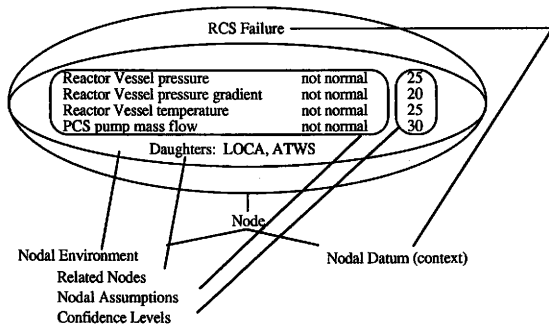 RCS Failure
Reactor Vessel pressure not normal 25
Reactor Vessel pressure gradient not normal 20
Reactor Vessel temperature not normal 25
PCS pump mass flow not normal 30
Daughters: LOCA, ATWS
Node
Nodal Environment
Nodal Datum (context)
Related Nodes
Nodal Assumptions
Confidence Levels